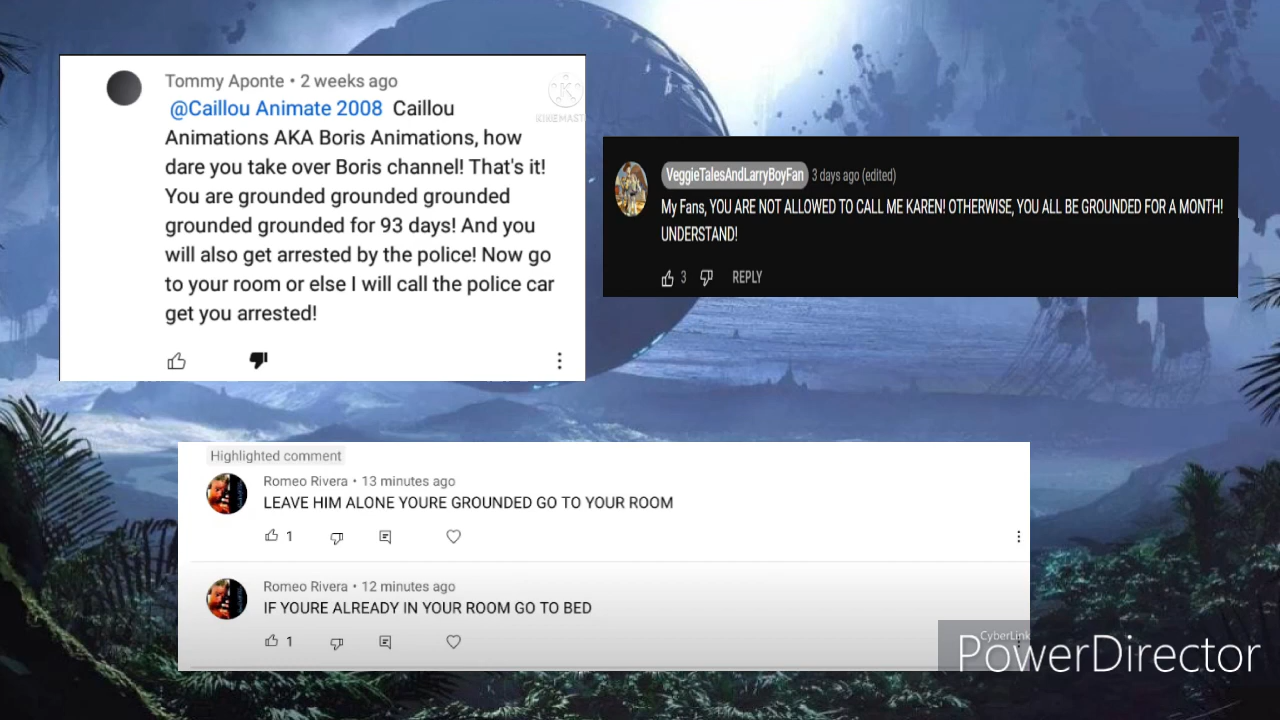 Tommy Aponte • 2 weeks ago
@Caillou Animate 2008 Caillou
Animations AKA Boris Animations, how
dare you take over Boris channel! That's it!
You are grounded grounded grounded
grounded grounded for 93 days! And you
will also get arrested by the police! Now go
to your room or else I will call the police car
get you arrested!
KINEMAST
VeggieTalesAndLarryBoyFan 3 days ago (edited)
My Fans, YOU ARE NOT ALLOWED TO CALL ME KAREN! OTHERWISE, YOU ALL BE GROUNDED FOR A MONTH!
UNDERSTAND!
3 REPLY
Highlighted comment
Romeo Rivera • 13 minutes ago
LEAVE HIM ALONE YOURE GROUNDED GO TO YOUR ROOM
1
Romeo Rivera • 12 minutes ago
IF YOURE ALREADY IN YOUR ROOM GO TO BED
1
CyberLink
PowerDirector